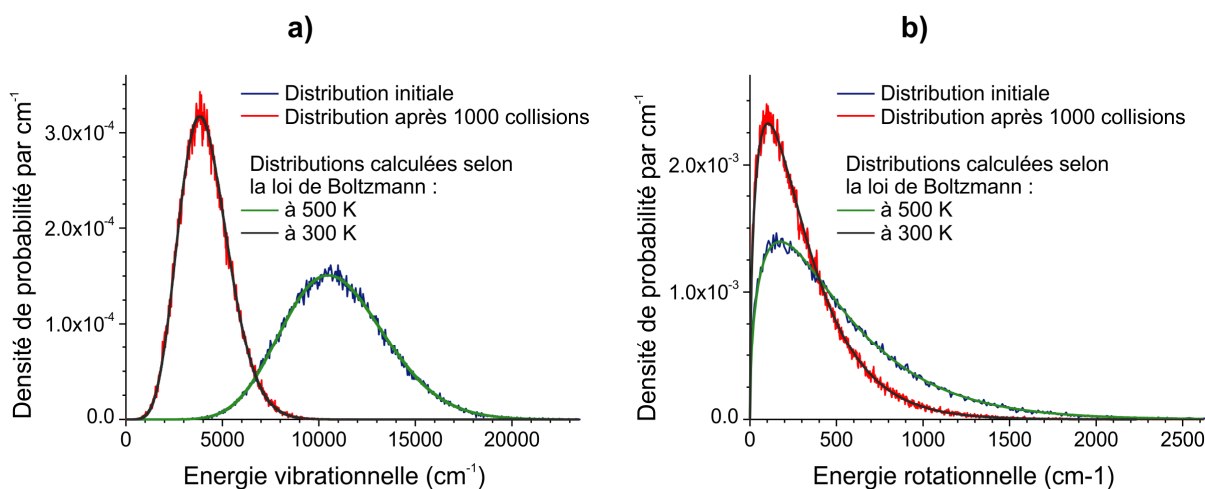 a)
Densité de probabilité par cm⁻¹
3.0x10⁻⁴
2.0x10⁻⁴
1.0x10⁻⁴
0.0
Distribution initiale
Distribution après 1000 collisions
Distributions calculées selon
la loi de Boltzmann :
à 500 K
à 300 K
0 5000 10000 15000 20000
Energie vibrationnelle (cm⁻¹)
b)
Densité de probabilité par cm⁻¹
2.0x10⁻³
1.0x10⁻³
0.0
Distribution initiale
Distribution après 1000 collisions
Distributions calculées selon
la loi de Boltzmann :
à 500 K
à 300 K
0 500 1000 1500 2000 2500
Energie rotationnelle (cm-1)